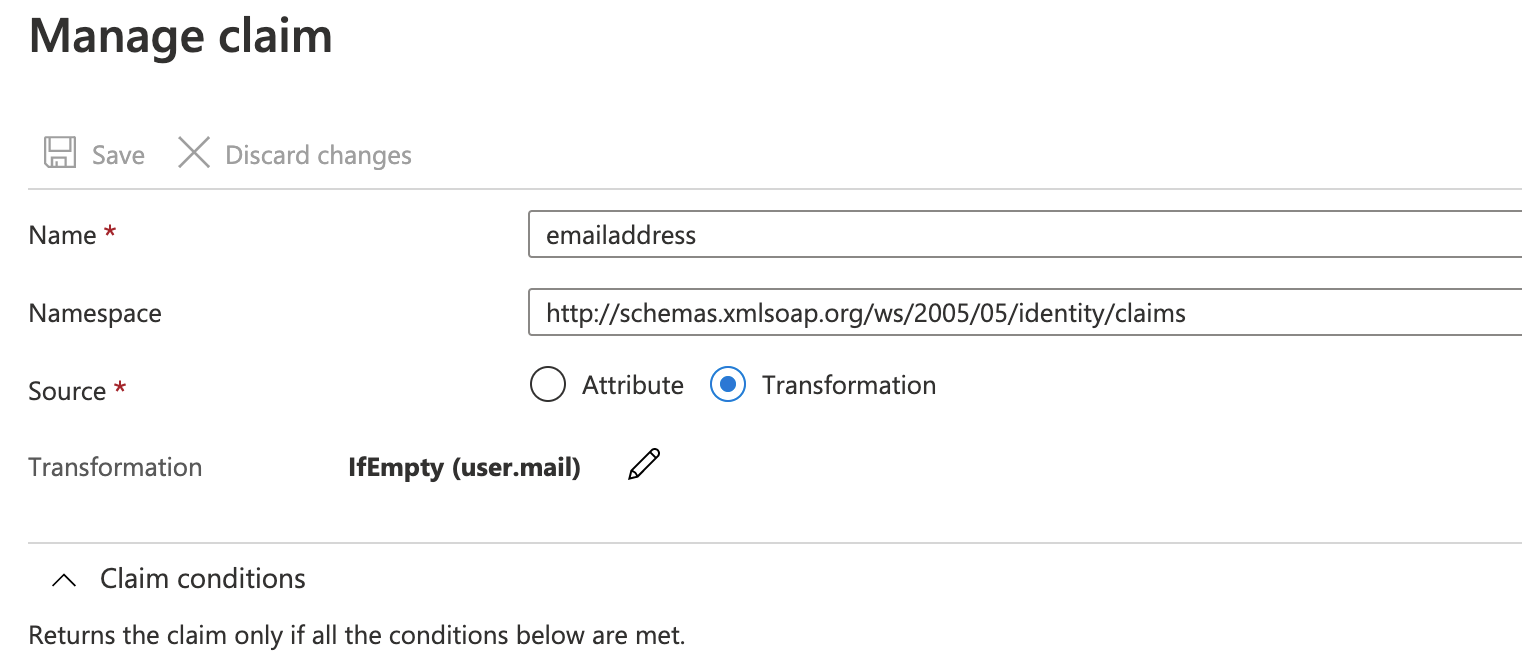 Manage claim
Save Discard changes
Name * emailaddress
Namespace http://schemas.xmlsoap.org/ws/2005/05/identity/claims
Source * Attribute Transformation
Transformation IfEmpty (user.mail)
Claim conditions
Returns the claim only if all the conditions below are met.